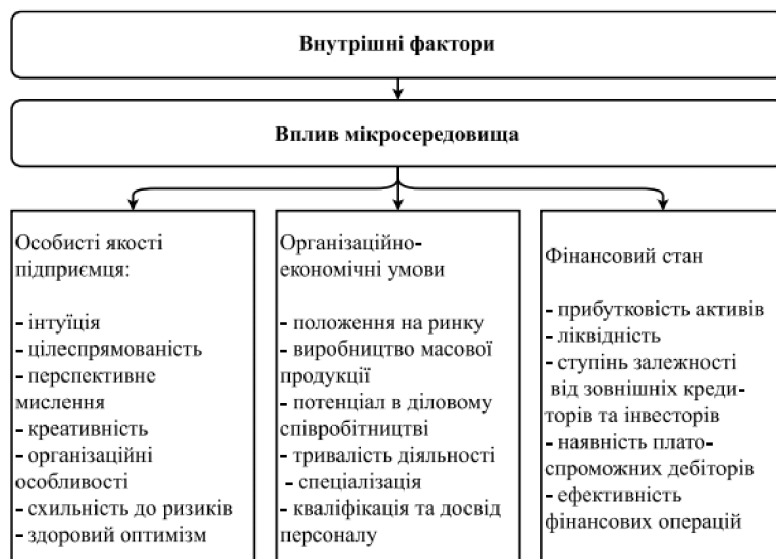 Внутрішні фактори
Вплив мікросередовища
Особисті якості
підприємця:
- інтуїція
- цілеспрямованість
- перспективне
мислення
- креативність
- організаційні
особливості
- схильність до ризиків
- здоровий оптимізм
Організаційно-
економічні умови
- положення на ринку
- виробництво масової
продукції
- потенціал в діловому
співробітництві
- тривалість діяльності
- спеціалізація
- кваліфікація та досвід
персоналу
Фінансовий стан
- прибутковість активів
- ліквідність
- ступінь залежності
від зовнішніх креди-
торів та інвесторів
- наявність плато-
спроможних дебіторів
- ефективність
фінансових операцій